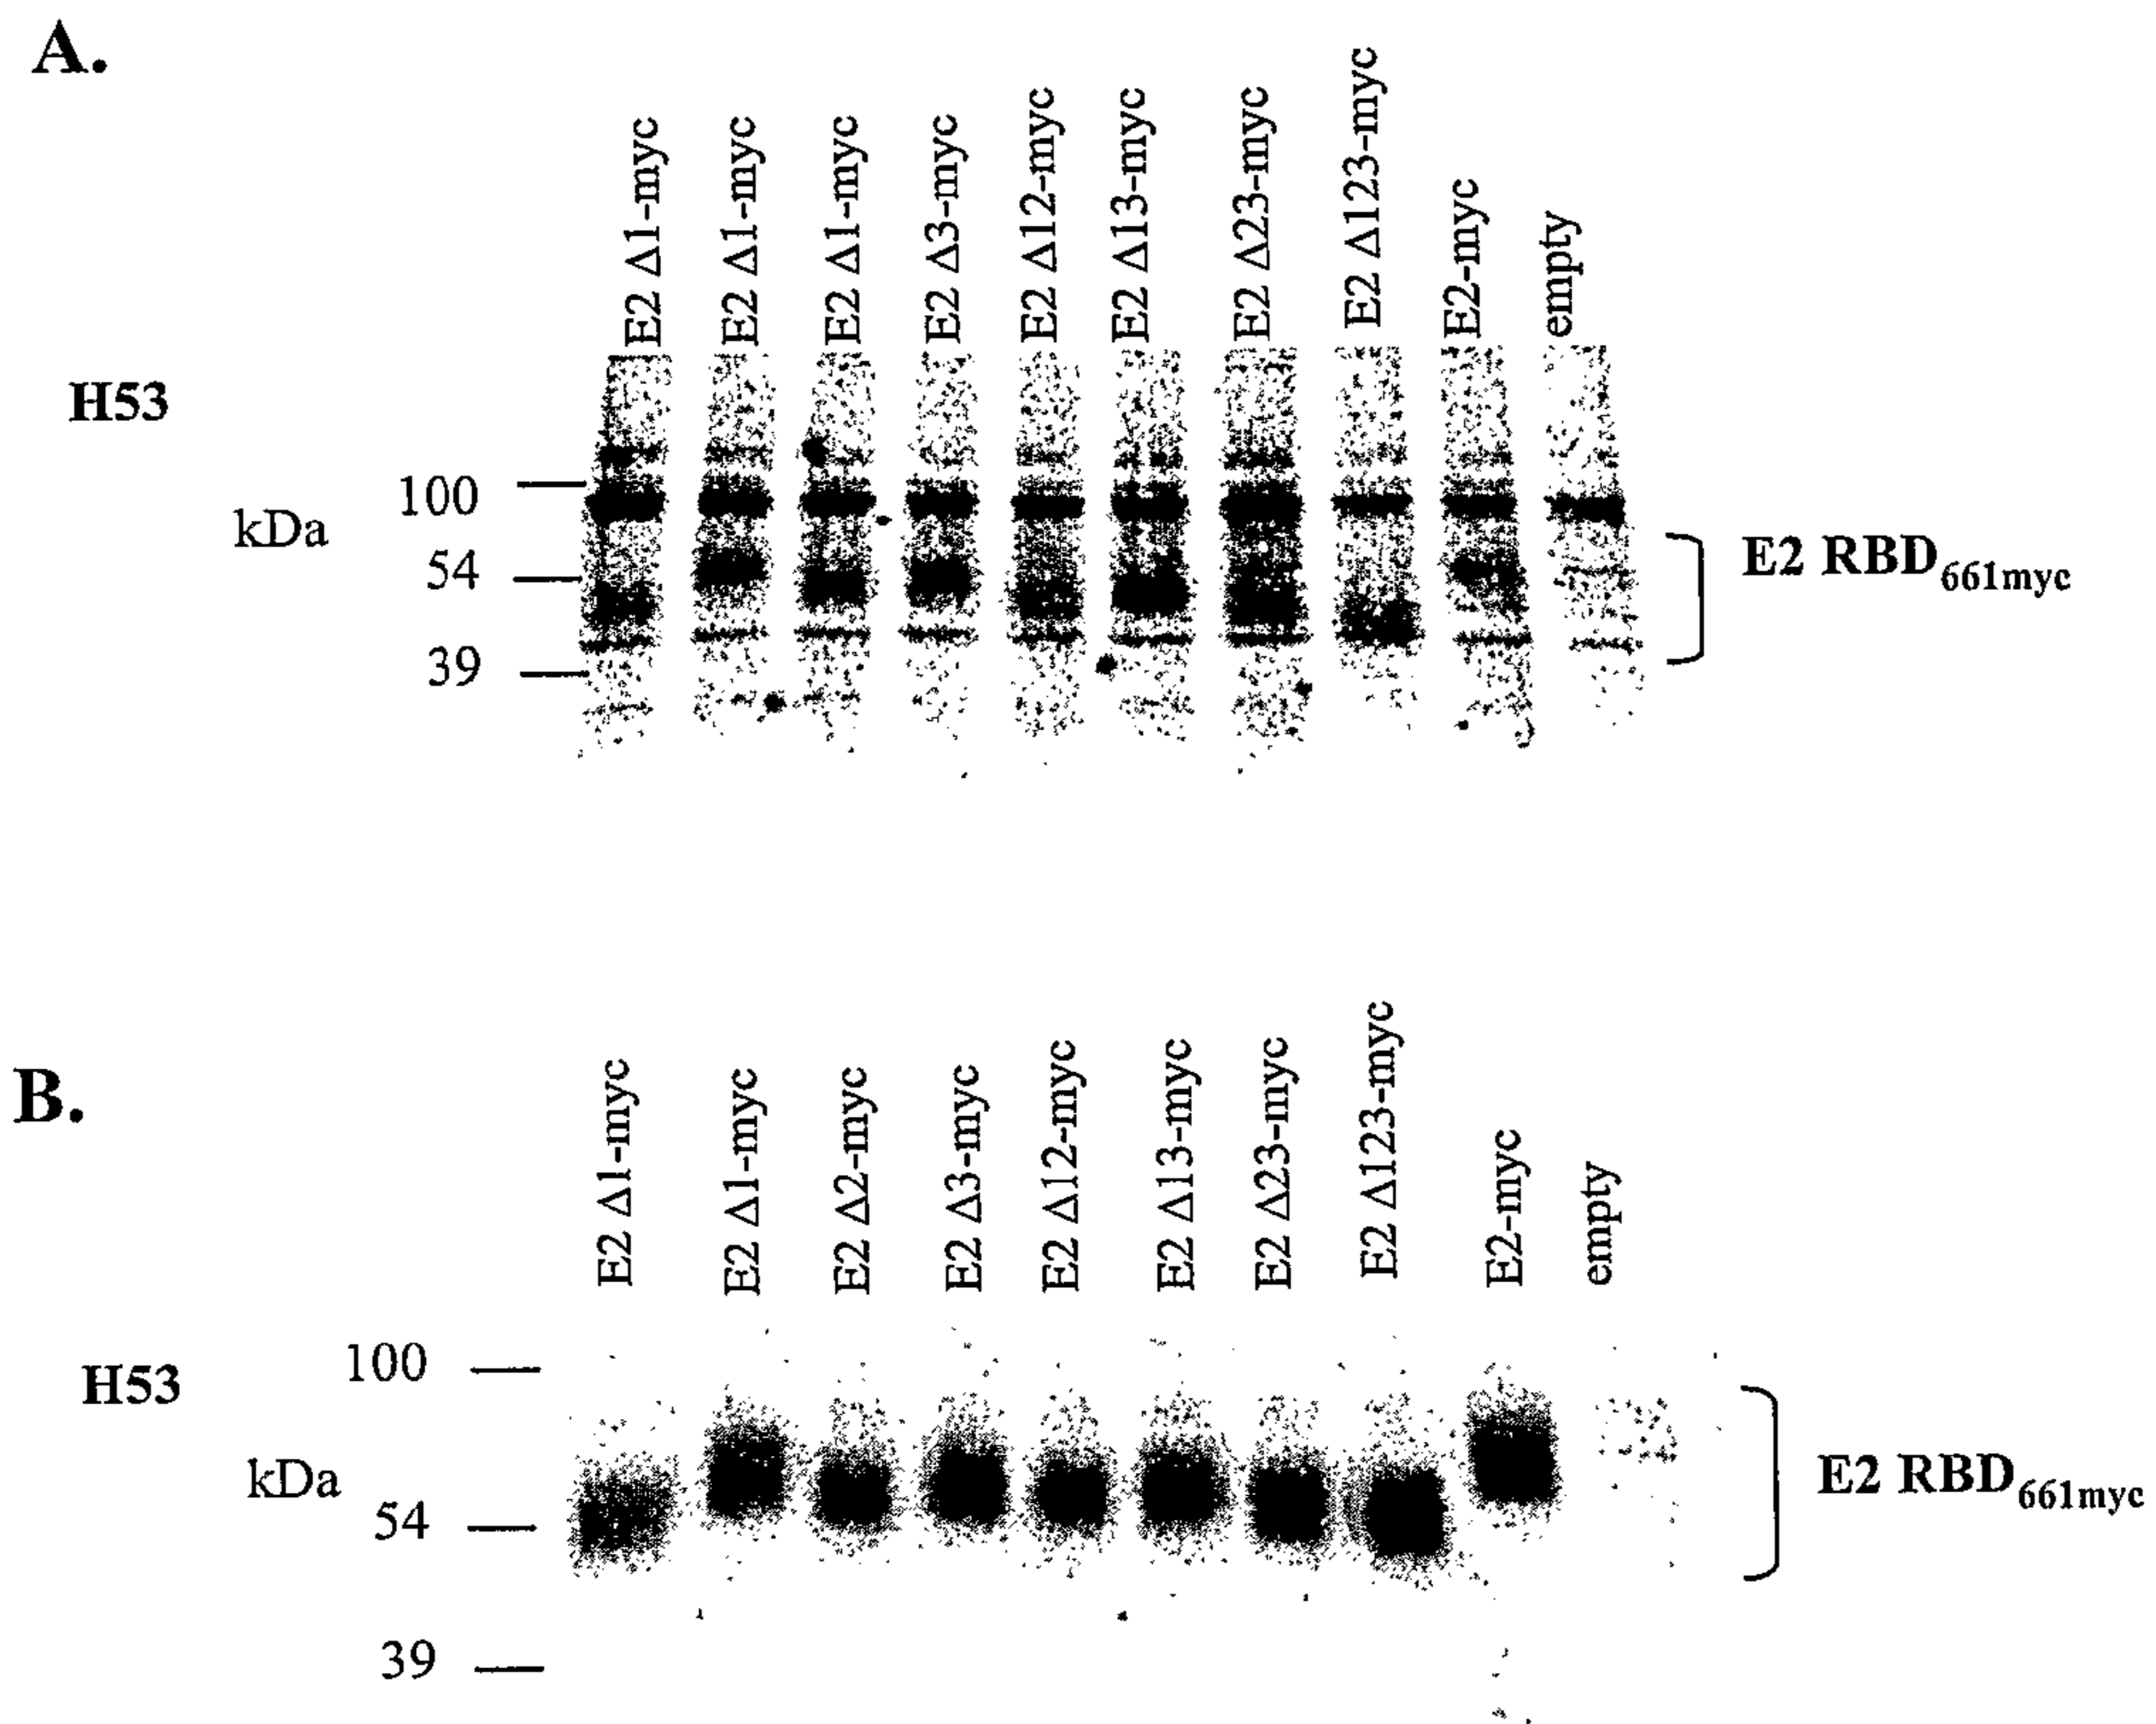 A.
E2 Δ1-myc
E2 Δ1-myc
E2 Δ1-myc
E2 Δ3-myc
E2 Δ12-myc
E2 Δ13-myc
E2 Δ23-myc
E2 Δ123-myc
E2-myc
empty
H53
kDa
100
54
39
E2 RBD661myc
B.
E2 Δ1-myc
E2 Δ1-myc
E2 Δ2-myc
E2 Δ3-myc
E2 Δ12-myc
E2 Δ13-myc
E2 Δ23-myc
E2 Δ123-myc
E2-myc
empty
H53
kDa
100
54
39
E2 RBD661myc